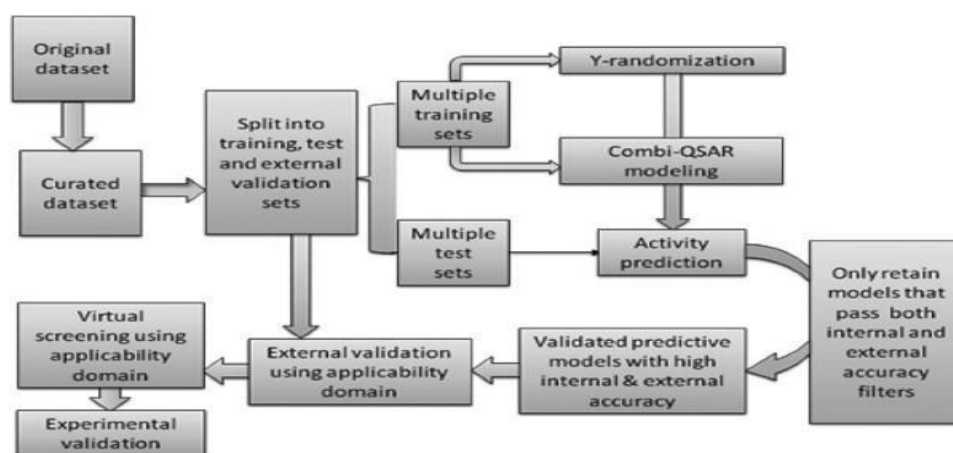 Original
dataset
Curated
dataset
Split into
training, test
and external
validation
sets
Multiple
training
sets
Multiple
test
sets
Y-randomization
Combi-QSAR
modeling
Activity
prediction
Only retain
models that
pass both
internal and
external
accuracy
filters
Validated predictive
models with high
internal & external
accuracy
External validation
using applicability
domain
Virtual
screening using
applicability
domain
Experimental
validation